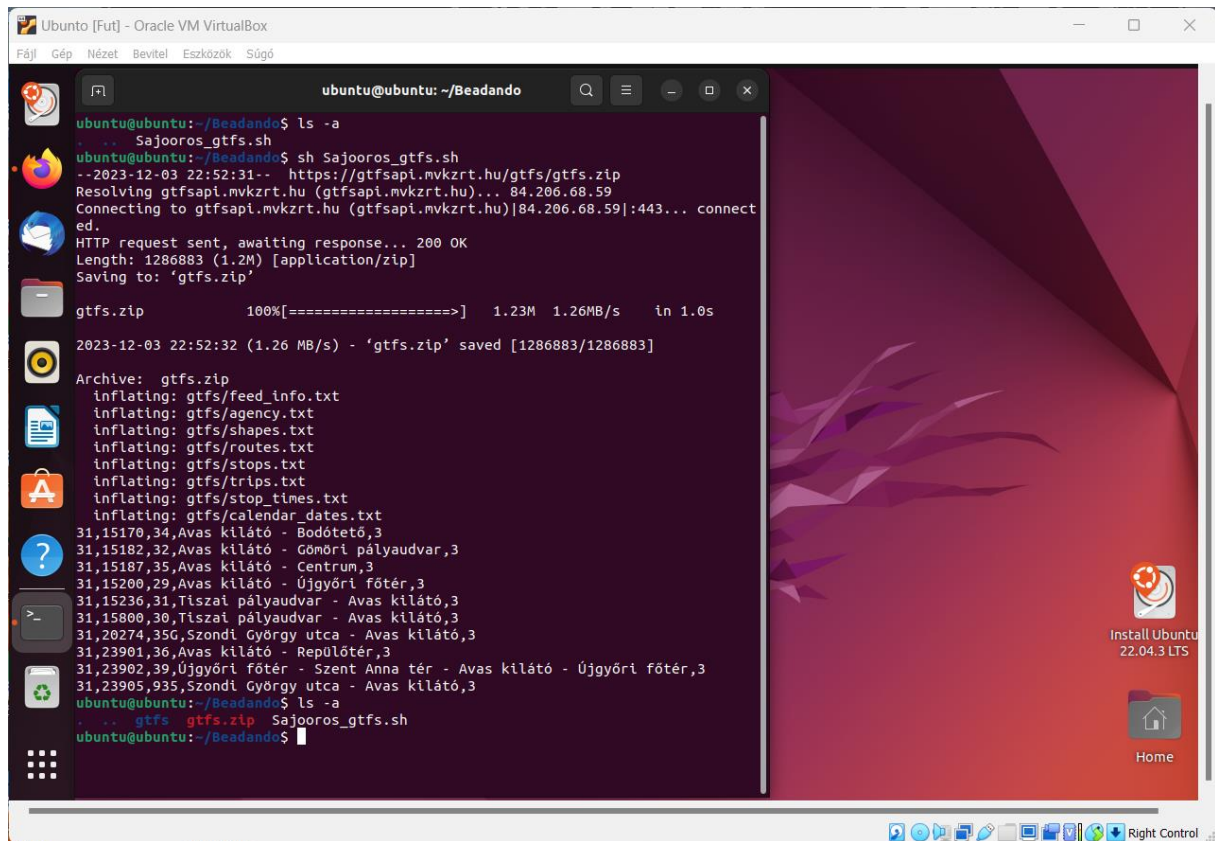 Ubunto [Fut] - Oracle VM VirtualBox
Fájl Gép Nézet Bevitel Eszközök Súgó
ubuntu@ubuntu: ~/Beadando
ubuntu@ubuntu:~/Beadando$ ls -a
. .. Sajooros_gtfs.sh
ubuntu@ubuntu:~/Beadando$ sh Sajooros_gtfs.sh
--2023-12-03 22:52:31-- https://gtfsapi.mvkzrt.hu/gtfs/gtfs.zip
Resolving gtfsapi.mvkzrt.hu (gtfsapi.mvkzrt.hu)... 84.206.68.59
Connecting to gtfsapi.mvkzrt.hu (gtfsapi.mvkzrt.hu)|84.206.68.59|:443... connect
ed.
HTTP request sent, awaiting response... 200 OK
Length: 1286883 (1.2M) [application/zip]
Saving to: ‘gtfs.zip’
gtfs.zip 100%[===================>] 1.23M 1.26MB/s in 1.0s
2023-12-03 22:52:32 (1.26 MB/s) - ‘gtfs.zip’ saved [1286883/1286883]
Archive: gtfs.zip
inflating: gtfs/feed_info.txt
inflating: gtfs/agency.txt
inflating: gtfs/shapes.txt
inflating: gtfs/routes.txt
inflating: gtfs/stops.txt
inflating: gtfs/trips.txt
inflating: gtfs/stop_times.txt
inflating: gtfs/calendar_dates.txt
31,15170,34,Avas kilátó - Bodótető,3
31,15182,32,Avas kilátó - Gömöri pályaudvar,3
31,15187,35,Avas kilátó - Centrum,3
31,15200,29,Avas kilátó - Újgyőri főtér,3
31,15236,31,Tiszai pályaudvar - Avas kilátó,3
31,15800,30,Tiszai pályaudvar - Avas kilátó,3
31,20274,35G,Szondi György utca - Avas kilátó,3
31,23901,36,Avas kilátó - Repülőtér,3
31,23902,39,Újgyőri főtér - Szent Anna tér - Avas kilátó - Újgyőri főtér,3
31,23905,935,Szondi György utca - Avas kilátó,3
ubuntu@ubuntu:~/Beadando$ ls -a
. .. gtfs gtfs.zip Sajooros_gtfs.sh
ubuntu@ubuntu:~/Beadando$
Install Ubuntu
22.04.3 LTS
Home
Right Control